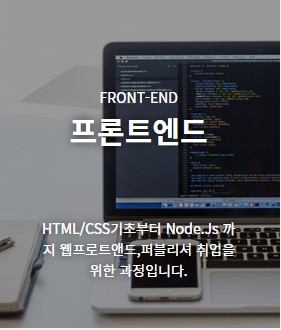 FRONT-END
프론트엔드
HTML/CSS기초부터 Node.Js 까
지 웹프로트앤드,퍼블리셔 취업을
위한 과정입니다.